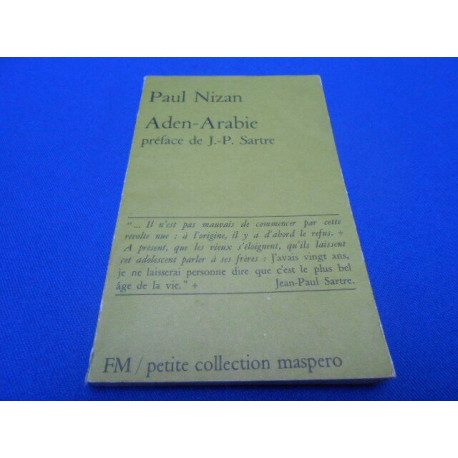 Paul Nizan
Aden-Arabie
préface de J.-P. Sartre
"... Il n'est pas mauvais de commencer par cette
revolte nue : à l'origine, il y a d'abord le refus. "
A présent, que les vieux s'éloignent, qu'ils laissent
cet adolescent parler à ses frères : J'avais vingt ans,
je ne laisserai personne dire que c'est le plus bel
âge de la vie." "
Jean-Paul Sartre.
FM/petite collection maspero